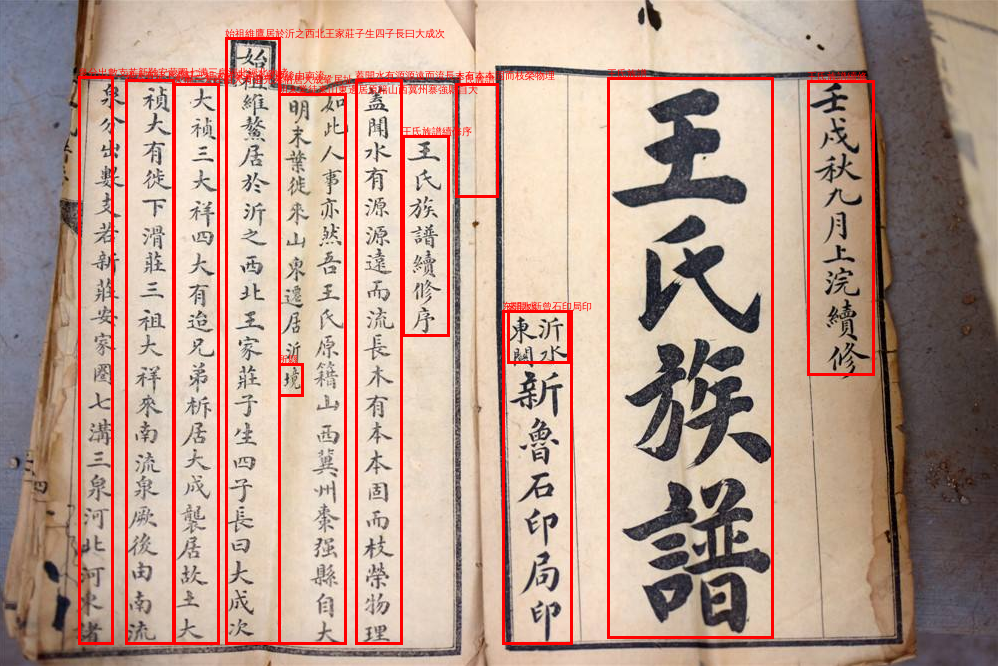 壬戌秋九月上浣續修
王氏族譜
沂水
東關
新魯石印局印
王氏族譜續修序
蓋聞水有源源遠而流長木有本本固而枝榮物理
如此人事亦然吾王氏原籍山西冀州棗强縣自大
明末葉徙來山東遷居沂境
始祖維鰲居於沂之西北王家莊子生四子長曰大成次
大禎三大祥四大有迨兄弟析居大成襲居故土大
禎大有徙下滑莊三祖大祥來南流泉厥後由南流
泉分出數支若新莊安家圈七溝三泉河北河東諸